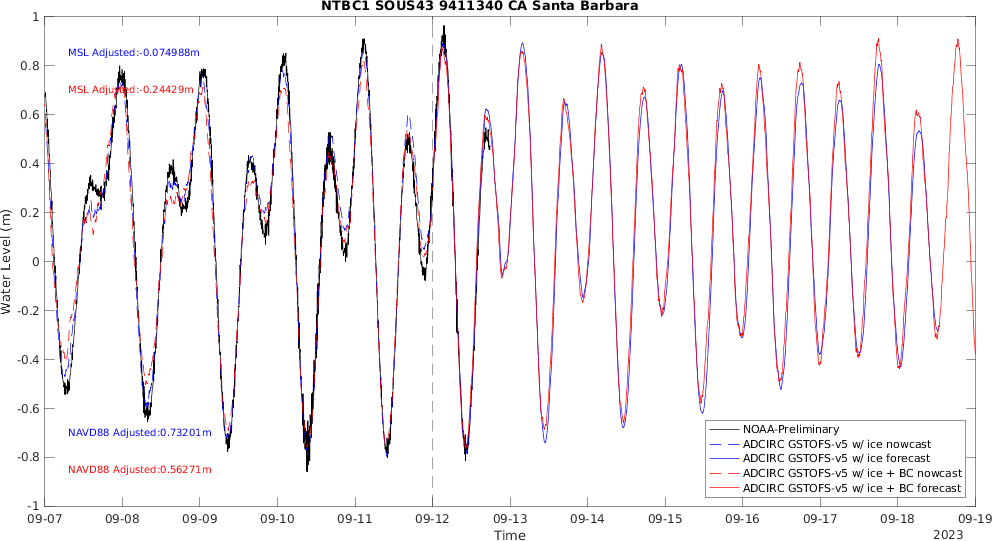 NTBC1 SOUS43 9411340 CA Santa Barbara
MSL Adjusted:-0.074988m
MSL Adjusted:-0.24429m
NAVD88 Adjusted:0.73201m
NAVD88 Adjusted:0.56271m
Water Level (m)
1
0.8
0.6
0.4
0.2
0
-0.2
-0.4
-0.6
-0.8
-1
NOAA-Preliminary
ADCIRC GSTOFS-v5 w/ ice nowcast
ADCIRC GSTOFS-v5 w/ ice forecast
ADCIRC GSTOFS-v5 w/ ice + BC nowcast
ADCIRC GSTOFS-v5 w/ ice + BC forecast
09-07 09-08 09-09 09-10 09-11 09-12 09-13 09-14 09-15 09-16 09-17 09-18 09-19
Time
2023